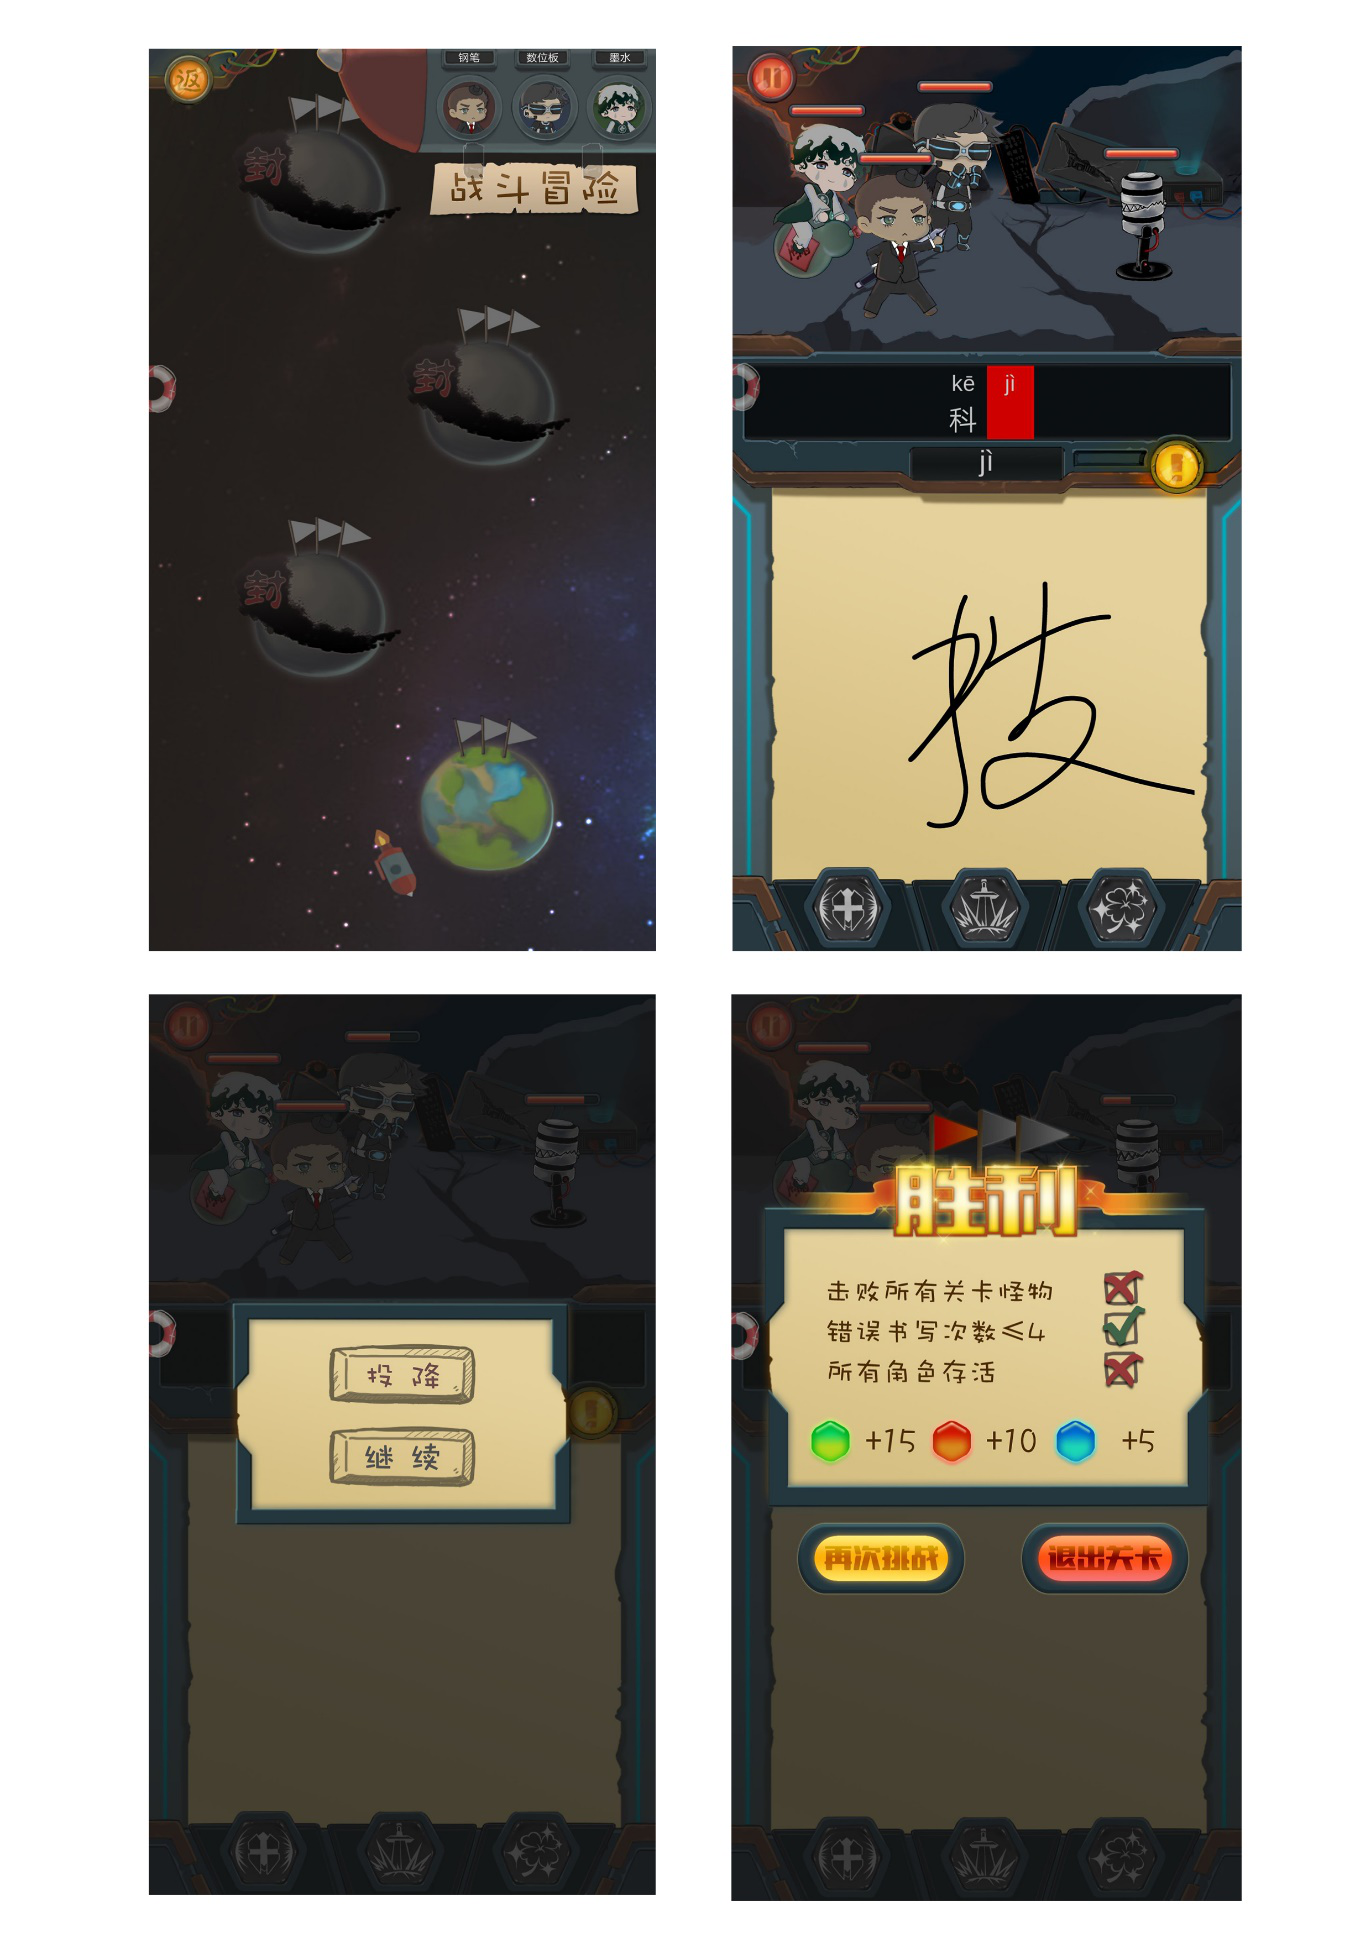 返
钢笔 数位板 墨水
封
战斗冒险
封
封
kē jì
科
jì
技
投降
继续
胜利
击败所有关卡怪物
错误书写次数≤4
所有角色存活
+15 +10 +5
再次挑战 退出关卡